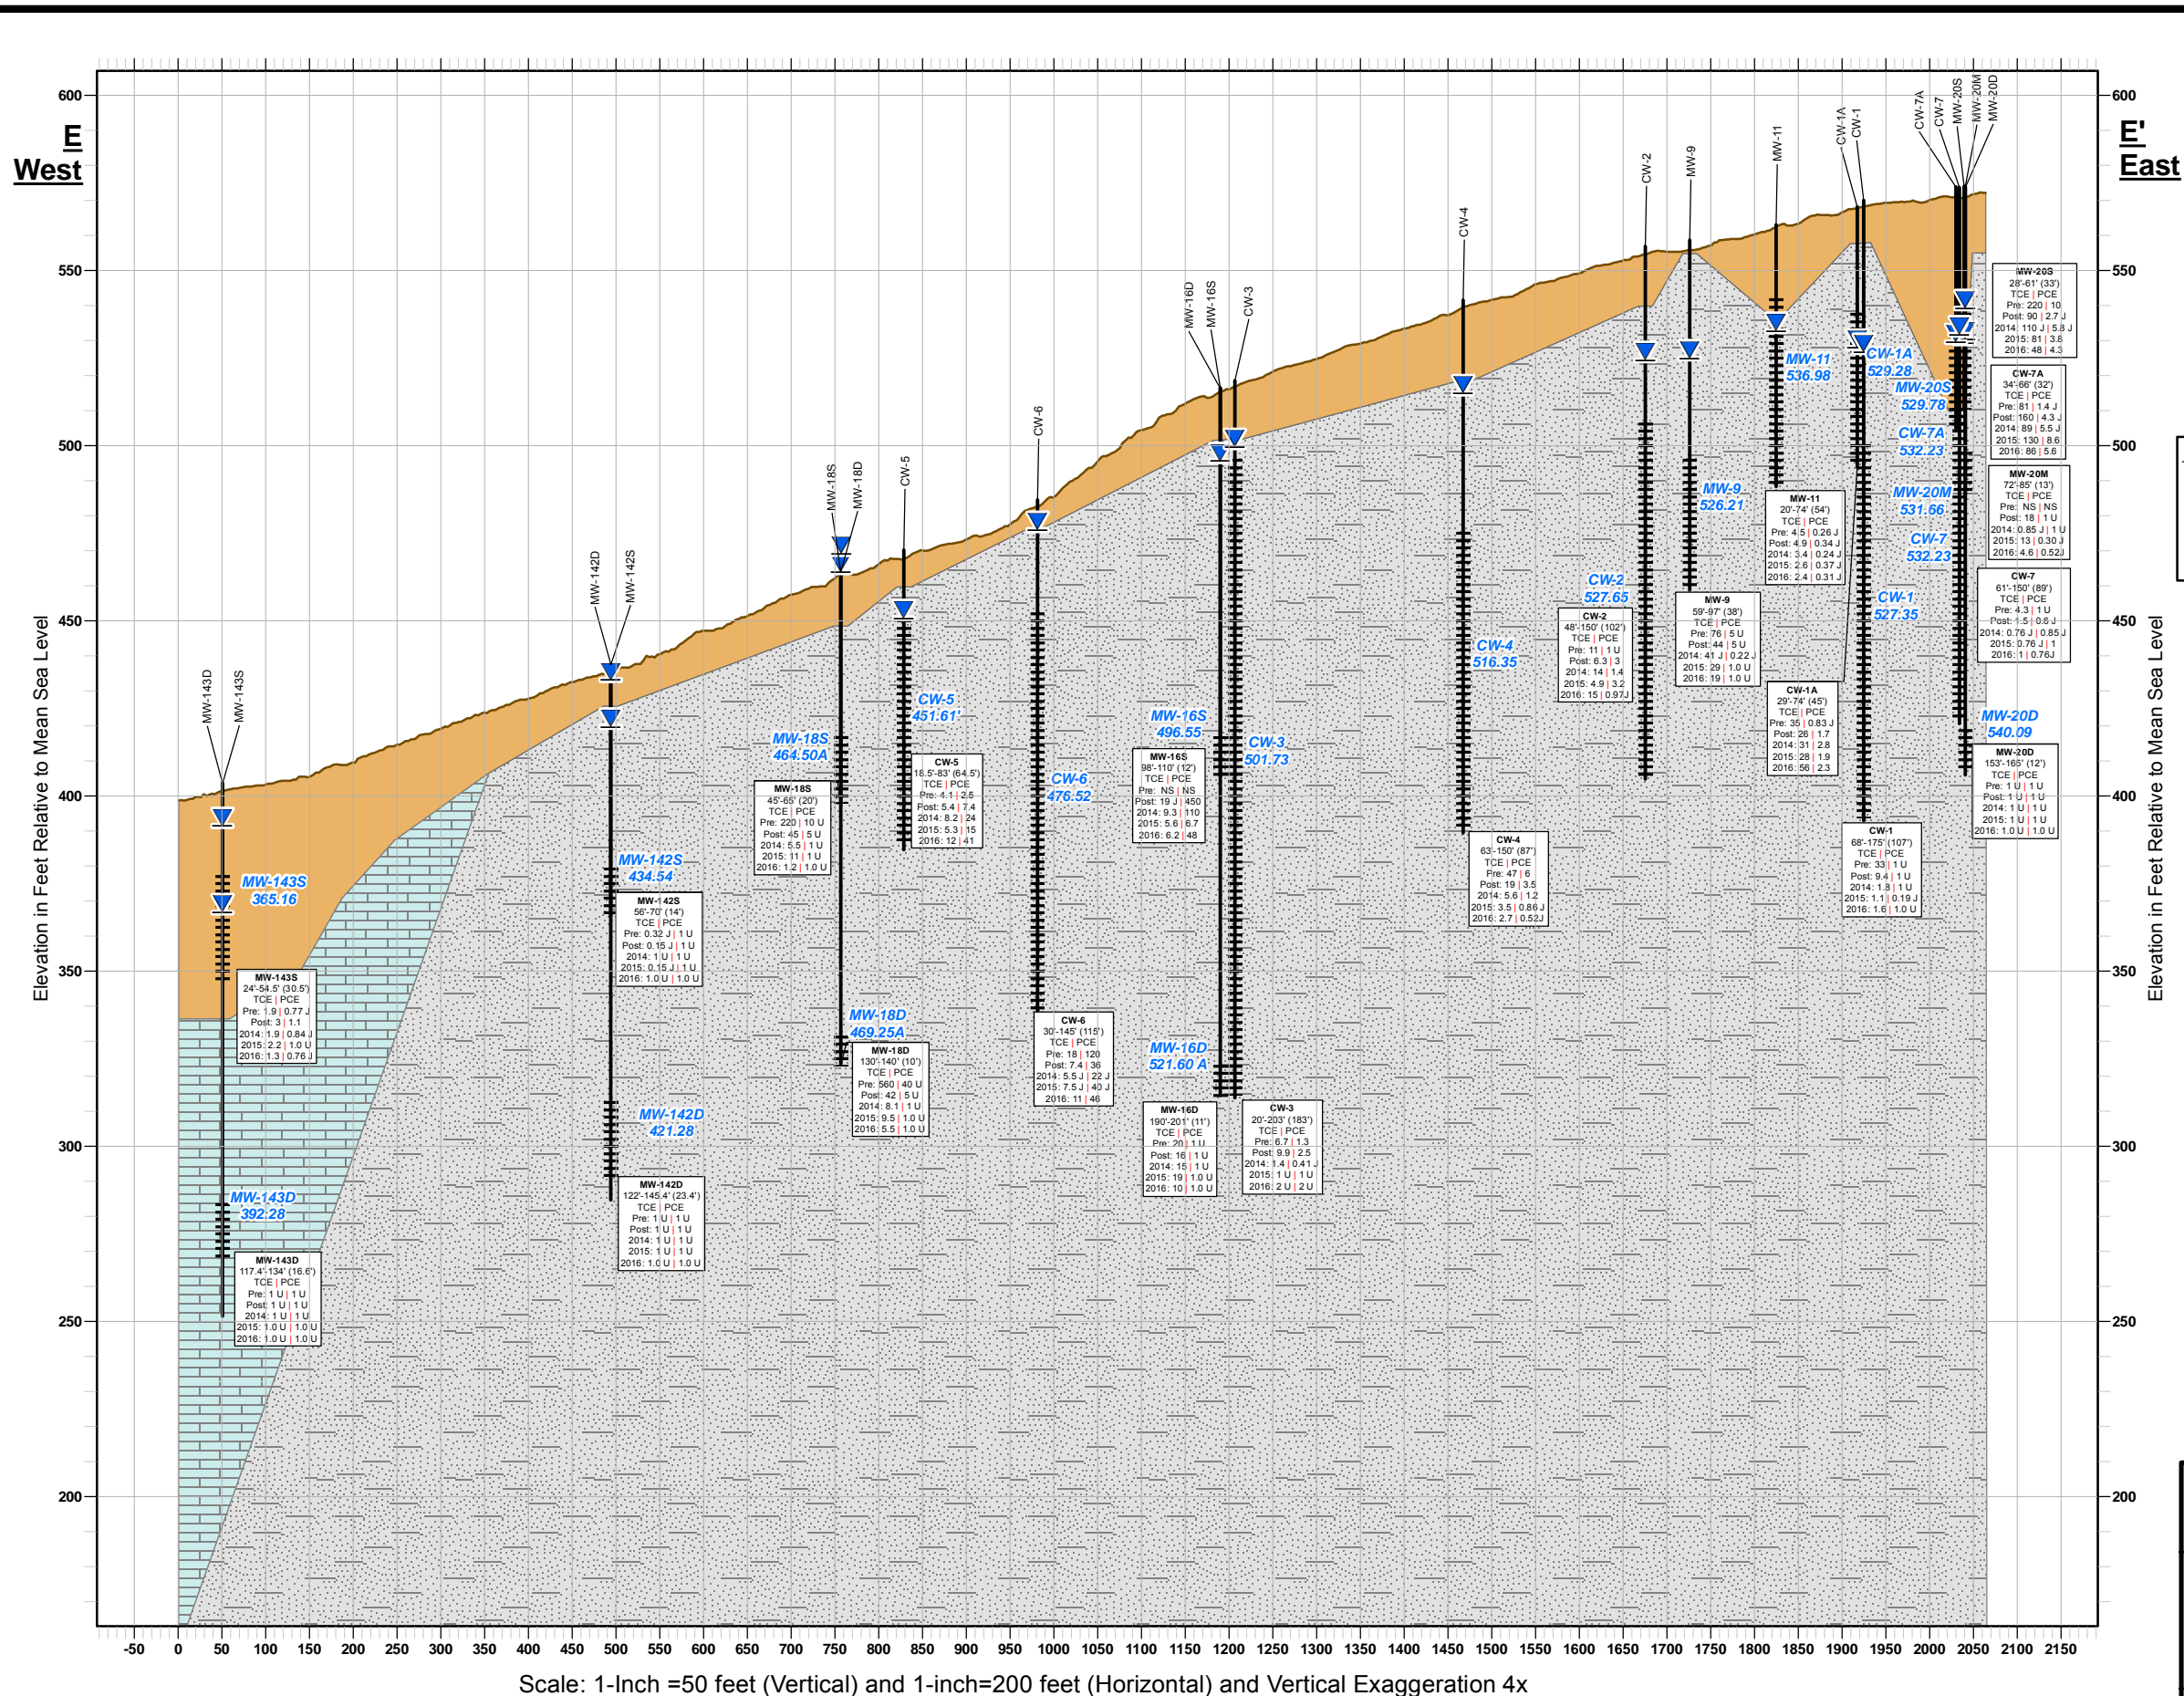 E
West
E'
East
600
550
500
450
400
350
300
250
200
600
550
500
450
400
350
300
250
200
Elevation in Feet Relative to Mean Sea Level
Elevation in Feet Relative to Mean Sea Level
MW-143D
MW-143S
MW-142D
MW-142S
MW-18S
MW-18D
CW-5
CW-6
MW-16D
MW-16S
CW-3
CW-4
CW-2
MW-9
MW-11
CW-1A
CW-1
CW-7A
CW-7
MW-20S
MW-20M
MW-20D
MW-143S
365.16
MW-143S
24'-54.5' (30.5')
TCE | PCE
Pre: 1.9 | 0.77 J
Post: 3 | 1.1
2014: 1.9 | 0.84 J
2015: 2.2 | 1.0 U
2016: 1.3 | 0.76 J
MW-143D
392.28
MW-143D
117.4'-134' (16.6')
TCE | PCE
Pre: 1 U | 1 U
Post: 1 U | 1 U
2014: 1 U | 1 U
2015: 1.0 U | 1.0 U
2016: 1.0 U | 1.0 U
MW-142S
434.54
MW-142S
56'-70' (14')
TCE | PCE
Pre: 0.32 J | 1 U
Post: 0.15 J | 1 U
2014: 1 U | 1 U
2015: 0.15 J | 1 U
2016: 1.0 U | 1.0 U
MW-142D
421.28
MW-142D
122'-145.4' (23.4')
TCE | PCE
Pre: 1 U | 1 U
Post: 1 U | 1 U
2014: 1 U | 1 U
2015: 1 U | 1 U
2016: 1.0 U | 1.0 U
MW-18S
464.50A
MW-18S
45'-65' (20')
TCE | PCE
Pre: 220 | 10 U
Post: 45 | 5 U
2014: 5.5 | 1 U
2015: 11 | 1 U
2016: 1.2 | 1.0 U
MW-18D
469.25A
MW-18D
130'-140' (10')
TCE | PCE
Pre: 560 | 40 U
Post: 42 | 5 U
2014: 8.1 | 1 U
2015: 9.5 | 1.0 U
2016: 5.5 | 1.0 U
CW-5
451.61'
CW-5
18.5'-83' (64.5')
TCE | PCE
Pre: 4.1 | 2.5
Post: 5.4 | 7.4
2014: 8.2 | 24
2015: 5.3 | 15
2016: 12 | 41
CW-6
476.52
CW-6
30'-145' (115')
TCE | PCE
Pre: 18 | 120
Post: 7.4 | 36
2014: 5.5 J | 22 J
2015: 7.5 J | 40 J
2016: 11 | 46
MW-16S
496.55
MW-16S
98'-110' (12')
TCE | PCE
Pre: NS | NS
Post: 19 J | 450
2014: 9.3 | 110
2015: 5.6 | 6.7
2016: 6.2 | 48
CW-3
501.73
MW-16D
521.60 A
MW-16D
190'-201' (11')
TCE | PCE
Pre: 20 | 1 U
Post: 16 | 1 U
2014: 15 | 1 U
2015: 19 | 1.0 U
2016: 10 | 1.0 U
CW-3
20'-203' (183')
TCE | PCE
Pre: 6.7 | 1.3
Post: 9.9 | 2.5
2014: 1.4 | 0.41 J
2015: 1 U | 1 U
2016: 2 U | 2 U
CW-4
516.35
CW-4
63'-150' (87')
TCE | PCE
Pre: 47 | 6
Post: 19 | 3.5
2014: 5.6 | 1.2
2015: 3.5 | 0.86 J
2016: 2.7 | 0.52J
CW-2
527.65
CW-2
48'-150' (102')
TCE | PCE
Pre: 11 | 1 U
Post: 6.3 | 3
2014: 14 | 1.4
2015: 4.9 | 3.2
2016: 15 | 0.97J
MW-9
526.21
MW-9
59'-97' (38')
TCE | PCE
Pre: 76 | 5 U
Post: 44 | 5 U
2014: 41 J | 0.22 J
2015: 29 | 1.0 U
2016: 19 | 1.0 U
MW-11
536.98
MW-11
20'-74' (54')
TCE | PCE
Pre: 4.5 | 0.26 J
Post: 4.9 | 0.34 J
2014: 3.4 | 0.24 J
2015: 2.6 | 0.37 J
2016: 2.4 | 0.31 J
CW-1A
529.28
CW-1A
29'-74' (45')
TCE | PCE
Pre: 35 | 0.83 J
Post: 26 | 1.7
2014: 31 | 2.8
2015: 28 | 1.9
2016: 56 | 2.3
CW-1
527.35
CW-1
68'-175' (107')
TCE | PCE
Pre: 33 | 1 U
Post: 9.4 | 1 U
2014: 1.8 | 1 U
2015: 1.1 | 0.19 J
2016: 1.6 | 1.0 U
MW-20S
529.78
CW-7A
532.23
MW-20M
531.66
CW-7
532.23
MW-20S
28'-61' (33')
TCE | PCE
Pre: 220 | 10
Post: 90 | 2.7 J
2014: 110 J | 5.8 J
2015: 81 | 3.8
2016: 48 | 4.3
CW-7A
34'-66' (32')
TCE | PCE
Pre: 81 | 1.4 J
Post: 160 | 4.3 J
2014: 89 | 5.5 J
2015: 130 | 8.6
2016: 86 | 5.6
MW-20M
72'-85' (13')
TCE | PCE
Pre: NS | NS
Post: 18 | 1 U
2014: 0.85 J | 1 U
2015: 13 | 0.30 J
2016: 4.6 | 0.52J
CW-7
61'-150' (89')
TCE | PCE
Pre: 4.3 | 1 U
Post: 1.5 | 0.6 J
2014: 0.76 J | 0.85 J
2015: 0.76 J | 1
2016: 1 | 0.76J
MW-20D
540.09
MW-20D
153'-165' (12')
TCE | PCE
Pre: 1 U | 1 U
Post: 1 U | 1 U
2014: 1 U | 1 U
2015: 1 U | 1 U
2016: 1.0 U | 1.0 U
-50 0 50 100 150 200 250 300 350 400 450 500 550 600 650 700 750 800 850 900 950 1000 1050 1100 1150 1200 1250 1300 1350 1400 1450 1500 1550 1600 1650 1700 1750 1800 1850 1900 1950 2000 2050 2100 2150
Scale: 1-Inch =50 feet (Vertical) and 1-inch=200 feet (Horizontal) and Vertical Exaggeration 4x